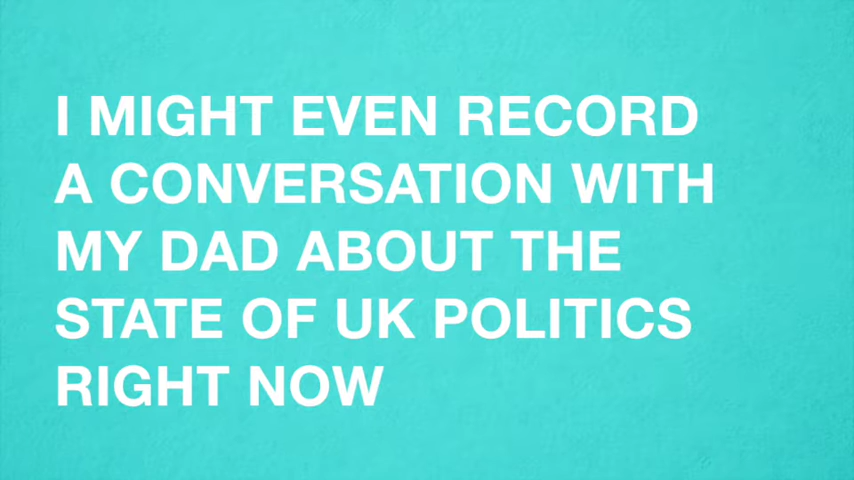 I MIGHT EVEN RECORD
A CONVERSATION WITH
MY DAD ABOUT THE
STATE OF UK POLITICS
RIGHT NOW